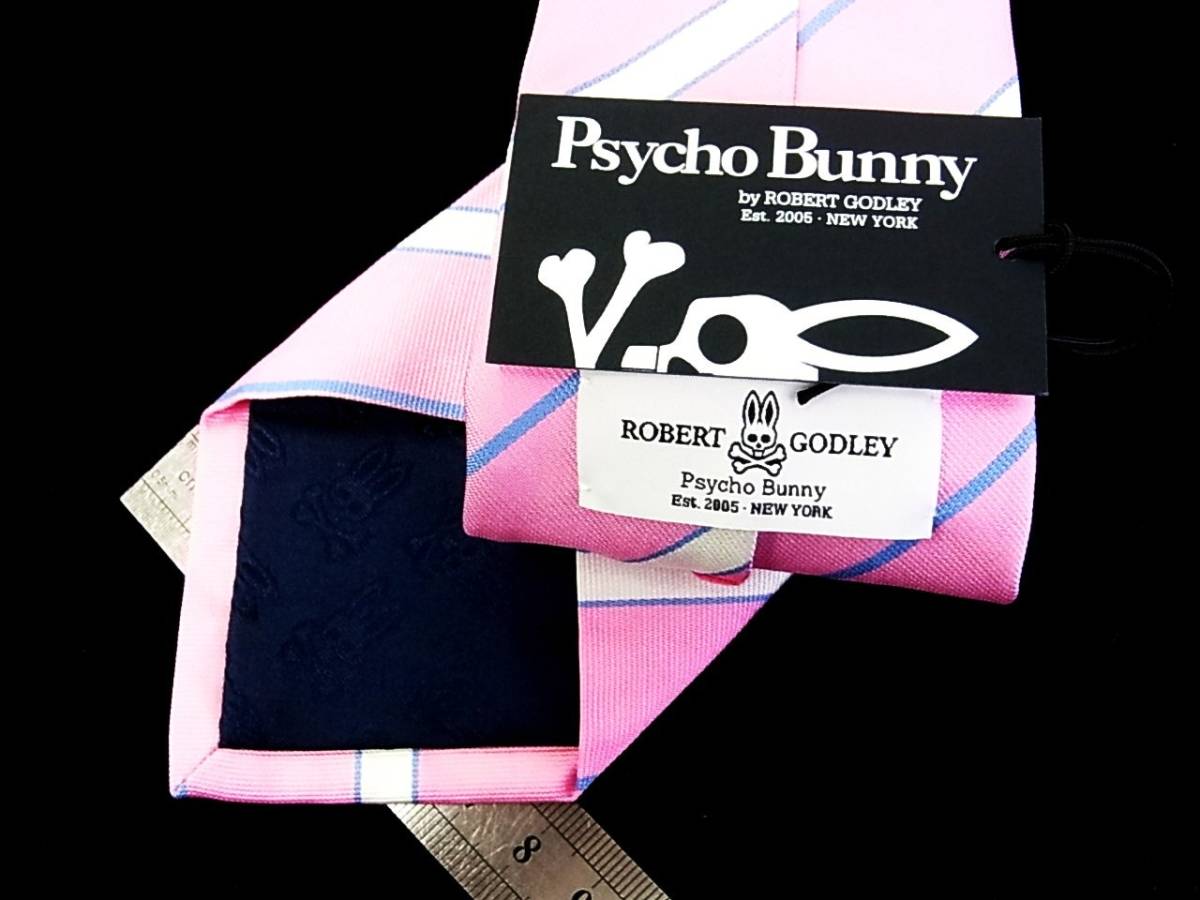 Psycho Bunny
by ROBERT GODLEY
Est. 2005 · NEW YORK
ROBERT GODLEY
Psycho Bunny
Est. 2005 · NEW YORK
8